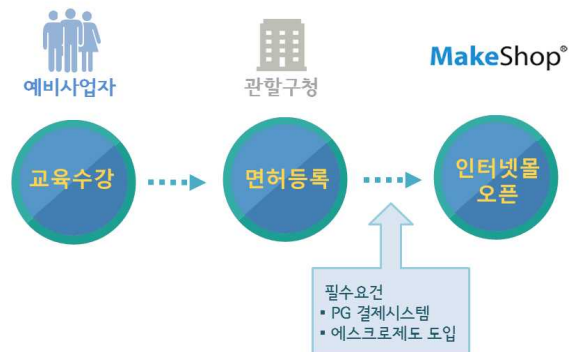 예비사업자
관할구청
MakeShop®
교육수강
면허등록
인터넷몰
오픈
필수요건
▪ PG 결제시스템
▪ 에스크로제도 도입